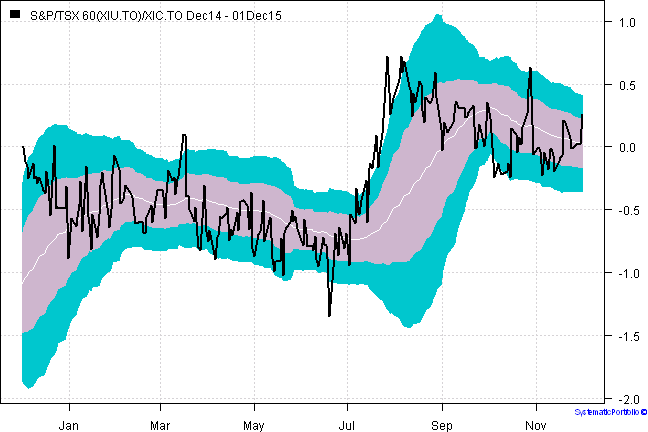 S&P/TSX 60(XIU.TO)/XIC.TO Dec14 - 01Dec15
1.0
0.5
0.0
-0.5
-1.0
-1.5
-2.0
Jan Mar May Jul Sep Nov
SystematicPortfolio ©